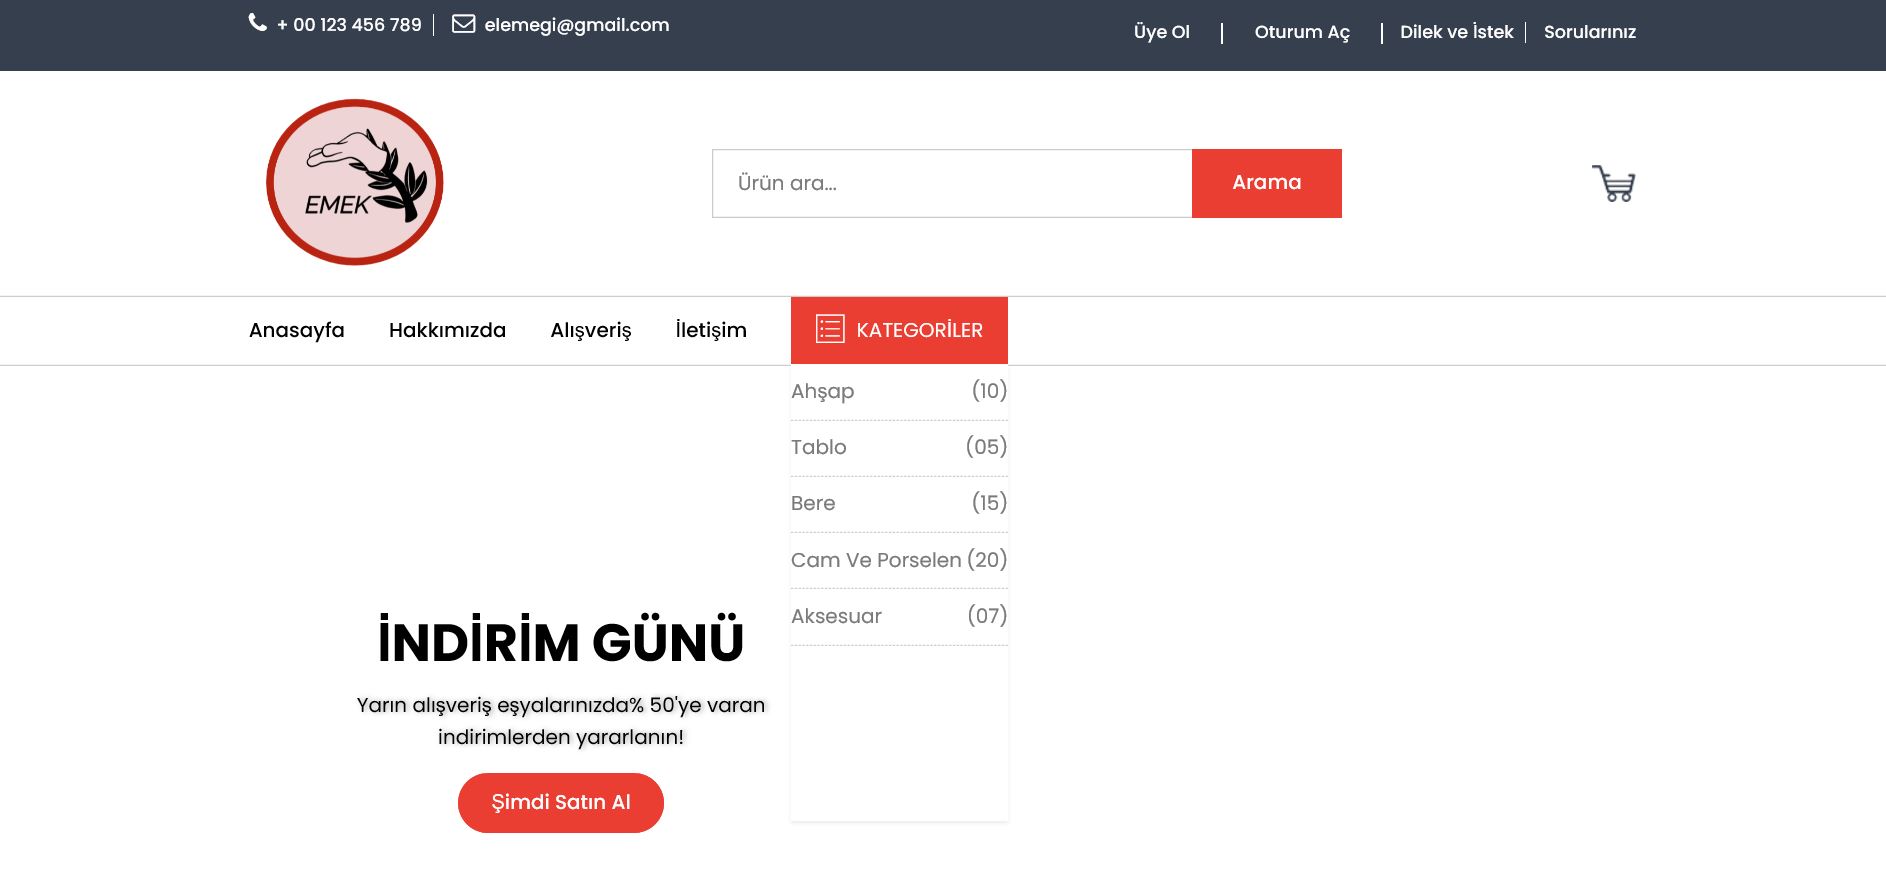 + 00 123 456 789
elemegi@gmail.com
Üye Ol
Oturum Aç
Dilek ve İstek
Sorularınız
EMEK
Ürün ara...
Arama
Anasayfa
Hakkımızda
Alışveriş
İletişim
KATEGORİLER
Ahşap (10)
Tablo (05)
Bere (15)
Cam Ve Porselen (20)
Aksesuar (07)
İNDİRİM GÜNÜ
Yarın alışveriş eşyalarınızda% 50'ye varan
indirimlerden yararlanın!
Şimdi Satın Al